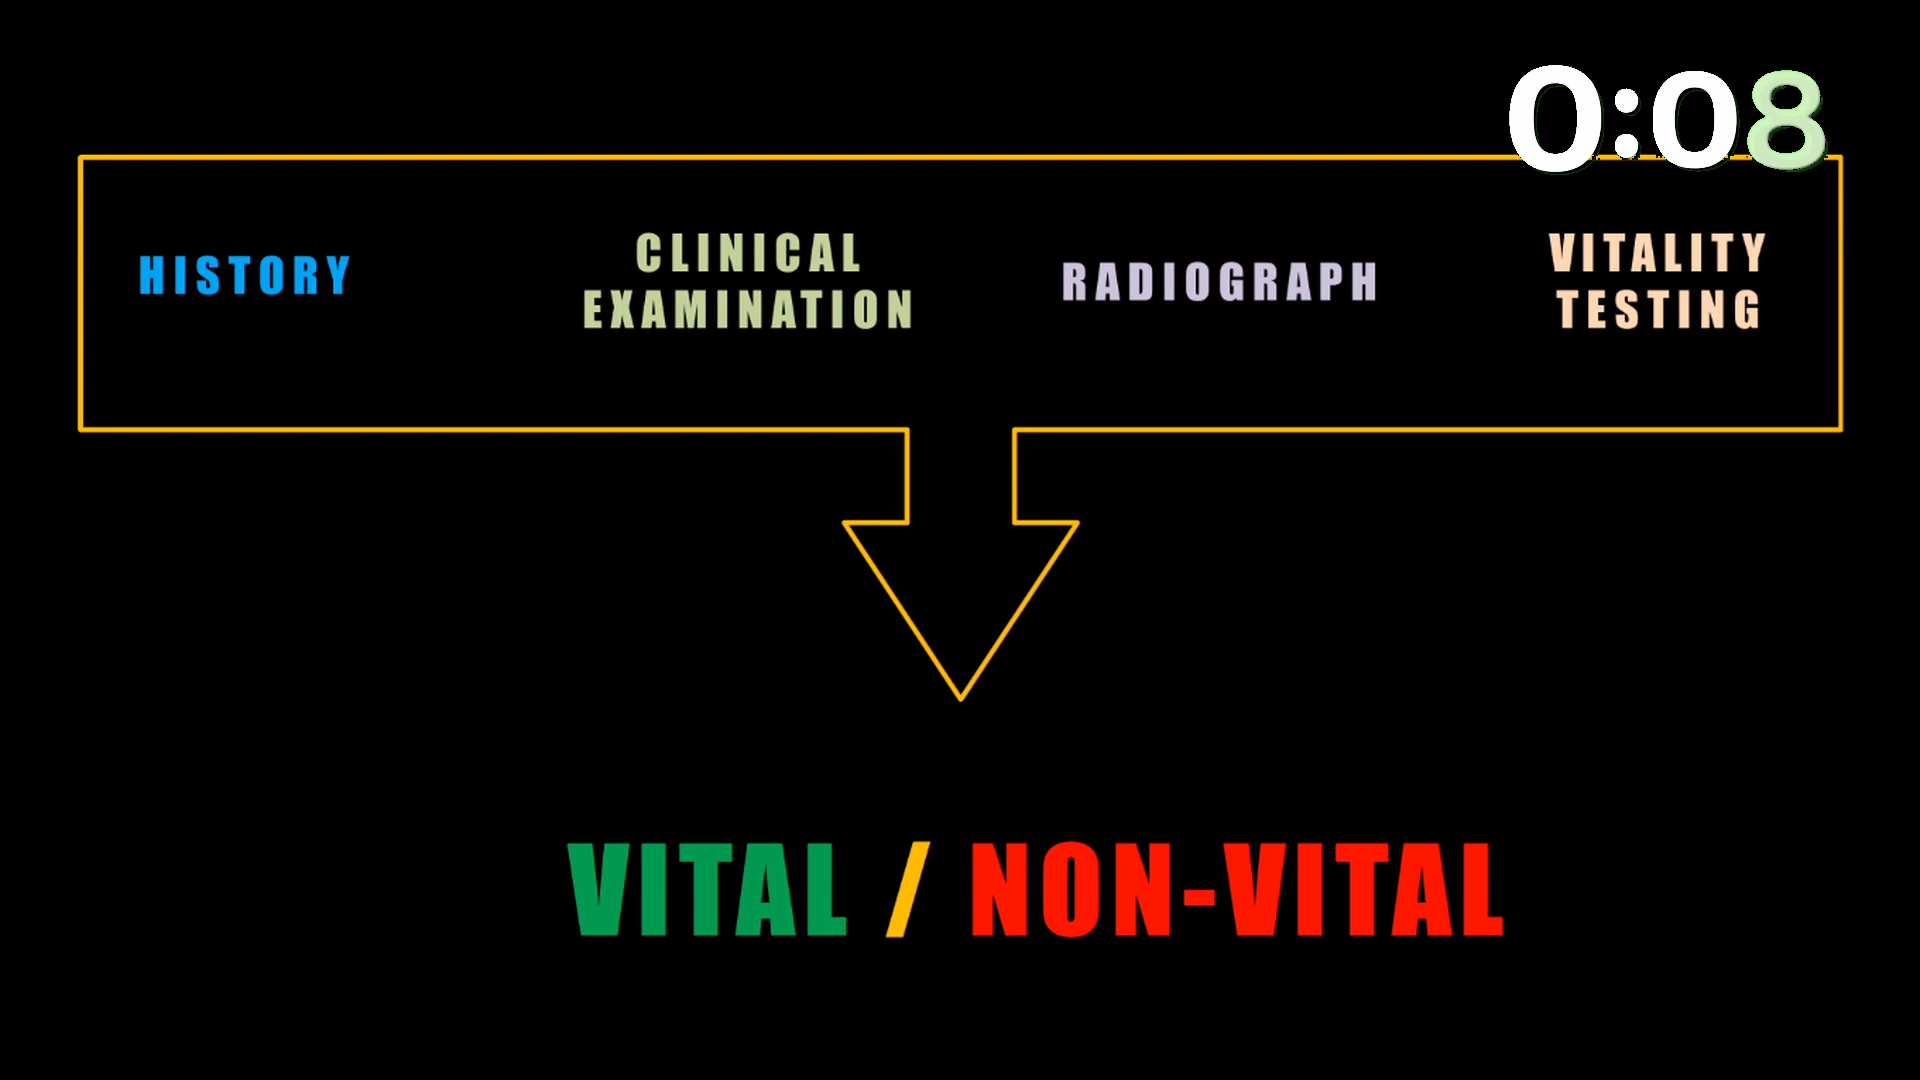 0:08
HISTORY
CLINICAL
EXAMINATION
RADIOGRAPH
VITALITY
TESTING
VITAL / NON-VITAL